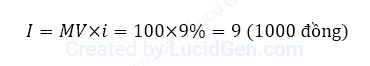 I = MV×i = 100×9% = 9 (1000 đồng)
Created by LucidGen.com